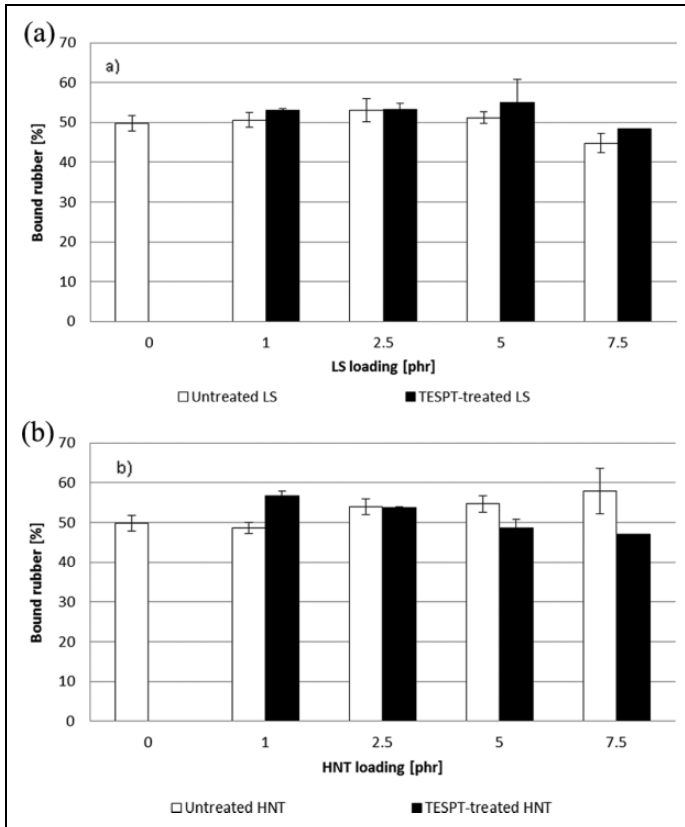 (a)
a)
Bound rubber [%]
70
60
50
40
30
20
10
0
0 1 2.5 5 7.5
LS loading [phr]
Untreated LS TESPT-treated LS
(b)
b)
Bound rubber [%]
70
60
50
40
30
20
10
0
0 1 2.5 5 7.5
HNT loading [phr]
Untreated HNT TESPT-treated HNT